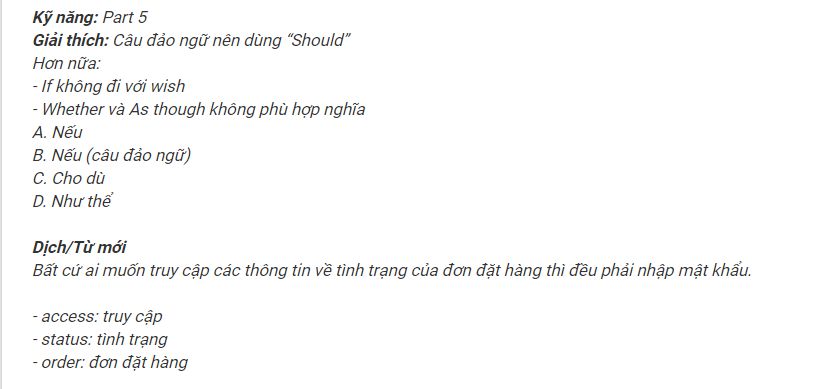 Kỹ năng: Part 5
Giải thích: Câu đảo ngữ nên dùng “Should”
Hơn nữa:
- If không đi với wish
- Whether và As though không phù hợp nghĩa
A. Nếu
B. Nếu (câu đảo ngữ)
C. Cho dù
D. Như thể
Dịch/Từ mới
Bất cứ ai muốn truy cập các thông tin về tình trạng của đơn đặt hàng thì đều phải nhập mật khẩu.
- access: truy cập
- status: tình trạng
- order: đơn đặt hàng